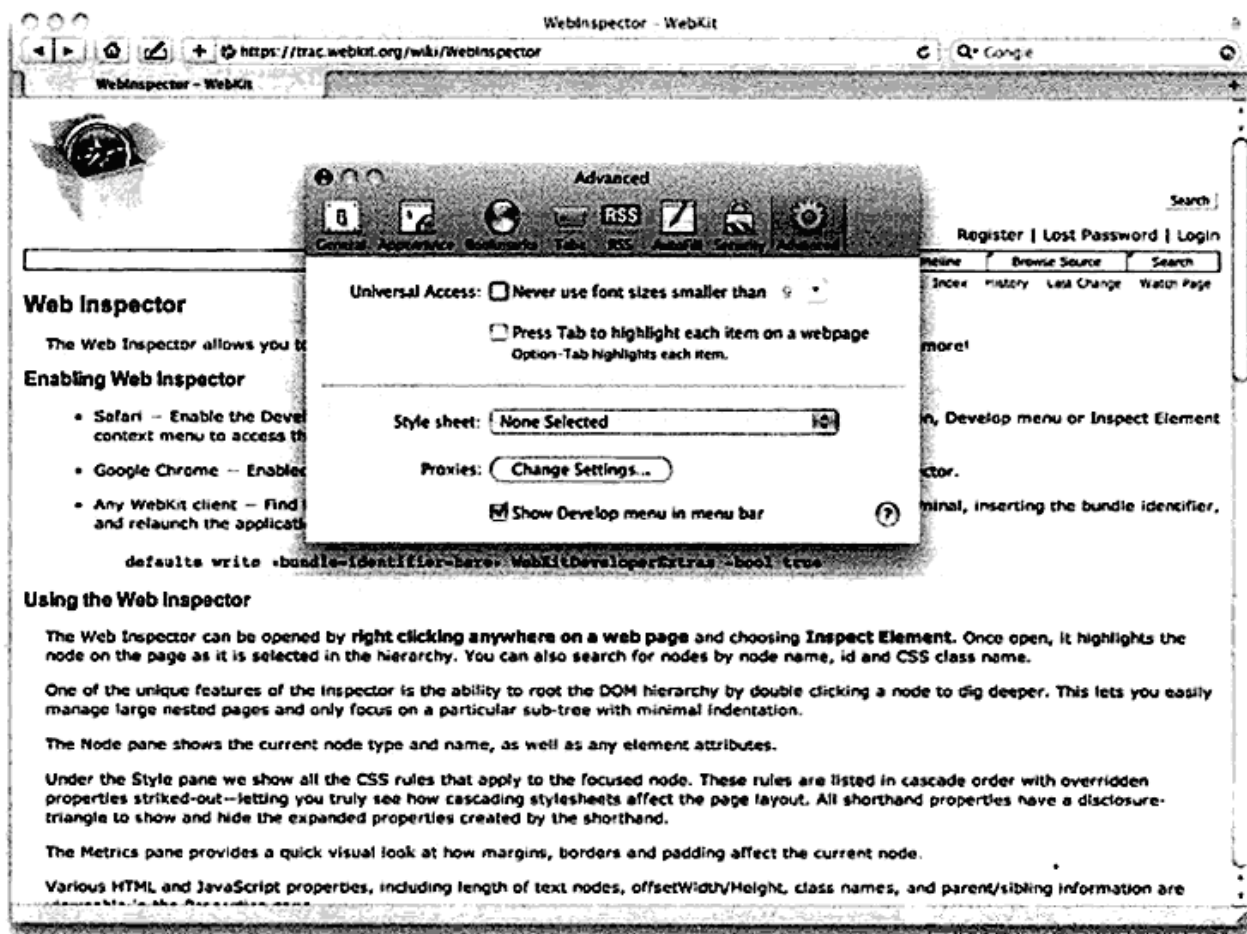 WebInspector - WebKit
https://trac.webkit.org/wiki/WebInspector
Google
WebInspector - WebKit
Advanced
General Appearance Bookmarks Tabs RSS AutoFill Security Advanced
Search
Register | Lost Password | Login
Browse Source Search
Index History Last Change Watch Page
Universal Access: Never use font sizes smaller than 9
Press Tab to highlight each item on a webpage
Option-Tab highlights each item.
Style sheet: None Selected
Proxies: Change Settings...
Show Develop menu in menu bar
Web Inspector
The Web Inspector allows you more!
Enabling Web Inspector
• Safari — Enable the Develop menu or Inspect Element
context menu to access
• Google Chrome — Enabled
• Any WebKit client — Find inserting the bundle identifier,
and relaunch the
defaults write <bundle-identifier-here> WebKitDeveloperExtras -bool true
Using the Web Inspector
The Web Inspector can be opened by right clicking anywhere on a web page and choosing Inspect Element. Once open, it highlights the
node on the page as it is selected in the hierarchy. You can also search for nodes by node name, id and CSS class name.
One of the unique features of the inspector is the ability to root the DOM hierarchy by double clicking a node to dig deeper. This lets you easily
manage large nested pages and only focus on a particular sub-tree with minimal indentation.
The Node pane shows the current node type and name, as well as any element attributes.
Under the Style pane we show all the CSS rules that apply to the focused node. These rules are listed in cascade order with overridden
properties striked-out—letting you truly see how cascading stylesheets affect the page layout. All shorthand properties have a disclosure-
triangle to show and hide the expanded properties created by the shorthand.
The Metrics pane provides a quick visual look at how margins, borders and padding affect the current node.
Various HTML and JavaScript properties, including length of text nodes, offsetWidth/Height, class names, and parent/sibling information are